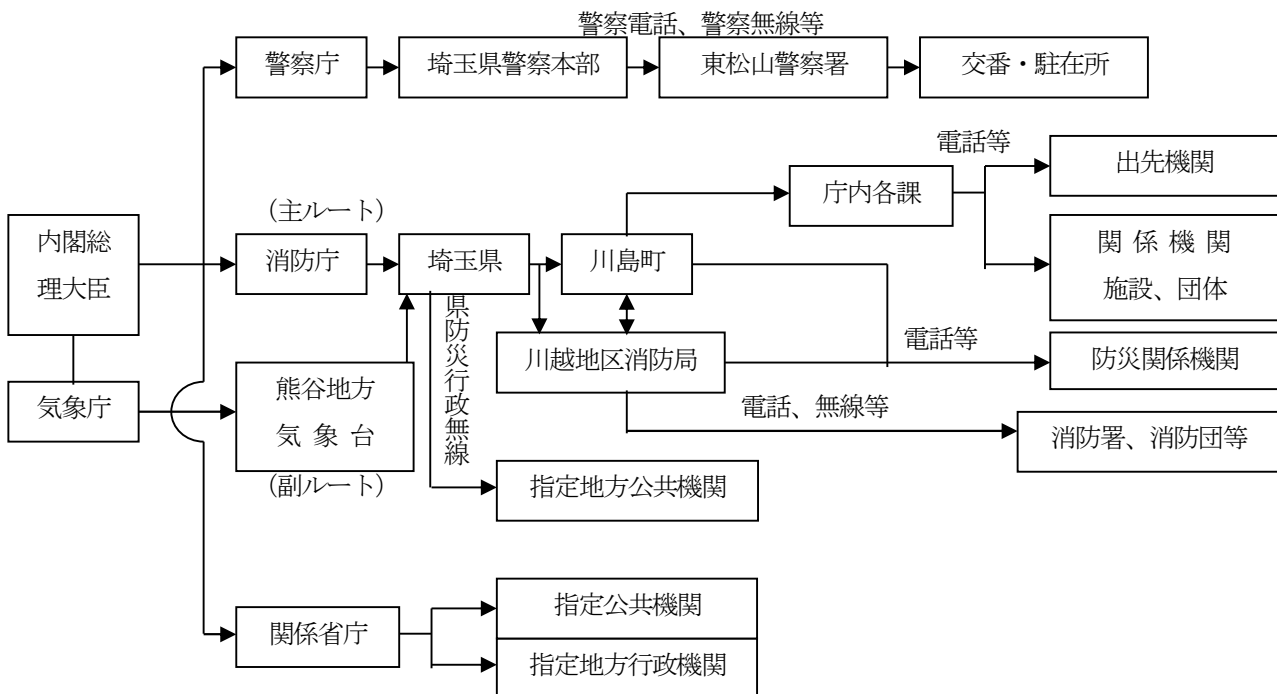 警察電話、警察無線等
警察庁
埼玉県警察本部
東松山警察署
交番・駐在所
電話等
出先機関
庁内各課
(主ルート)
内閣総
理大臣
消防庁
埼玉県
川島町
関 係 機 関
施設、団体
県防災行政無線
川越地区消防局
電話等
防災関係機関
気象庁
熊谷地方
気 象 台
(副ルート)
電話、無線等
消防署、消防団等
指定地方公共機関
関係省庁
指定公共機関
指定地方行政機関